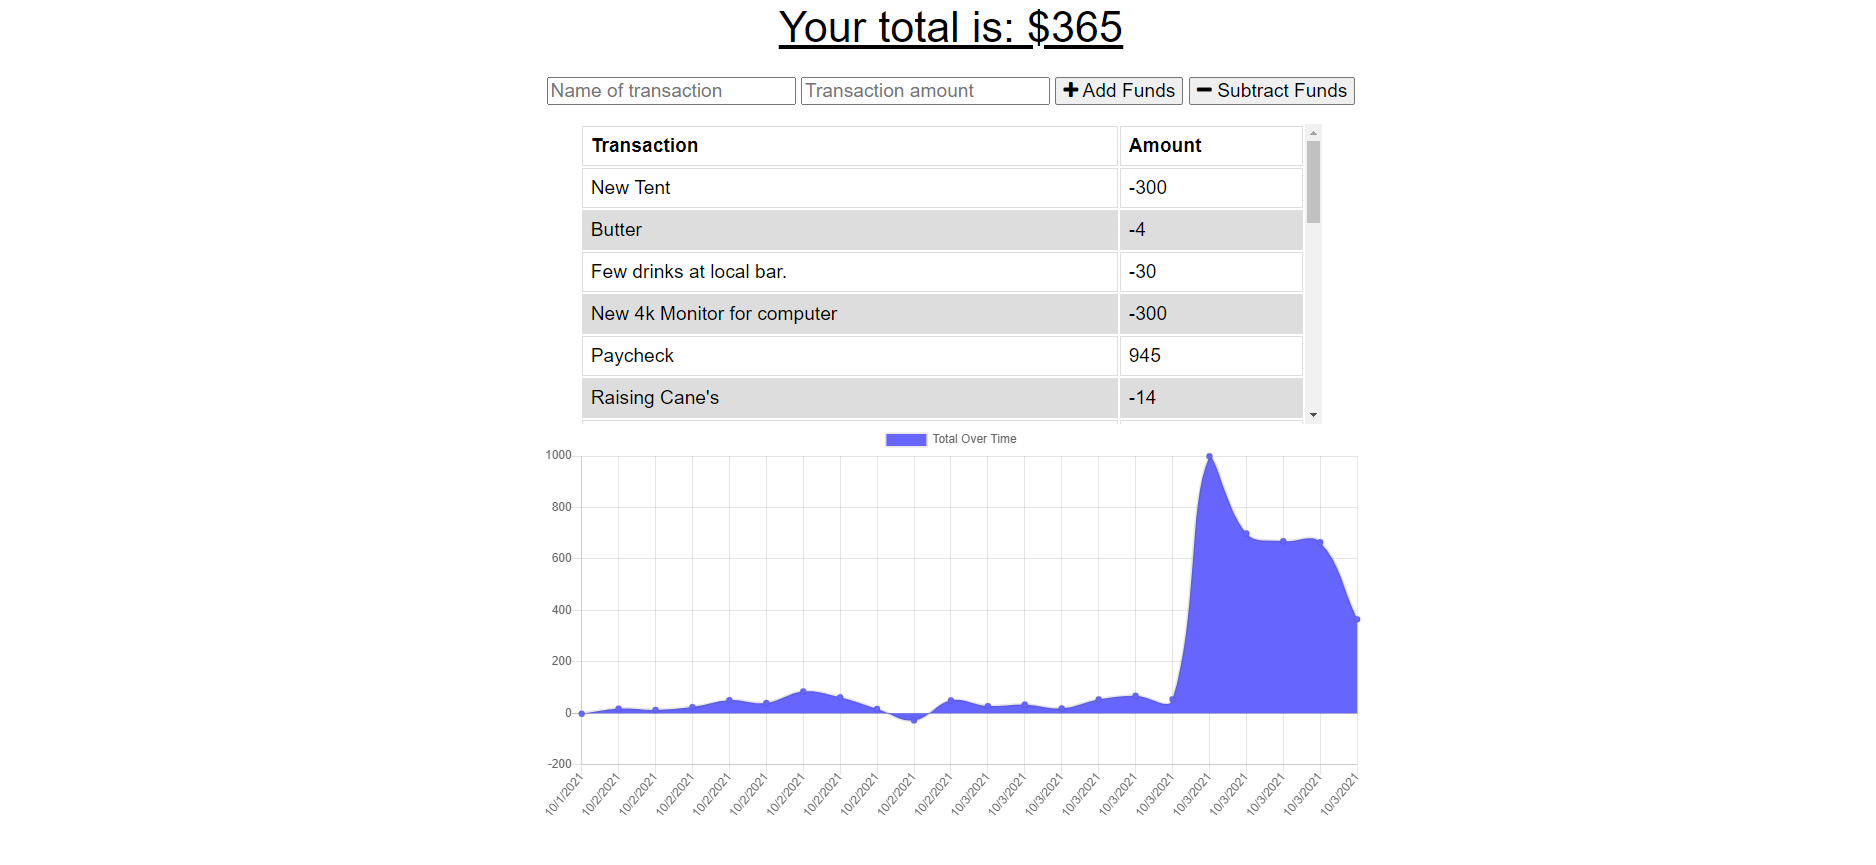 Your total is: $365
Name of transaction Transaction amount Add Funds Subtract Funds
Transaction Amount
New Tent -300
Butter -4
Few drinks at local bar. -30
New 4k Monitor for computer -300
Paycheck 945
Raising Cane's -14
Total Over Time
1000
800
600
400
200
0
-200
10/1/2021 10/2/2021 10/2/2021 10/2/2021 10/2/2021 10/2/2021 10/2/2021 10/2/2021 10/2/2021 10/2/2021 10/2/2021 10/3/2021 10/3/2021 10/3/2021 10/3/2021 10/3/2021 10/3/2021 10/3/2021 10/3/2021 10/3/2021 10/3/2021 10/3/2021